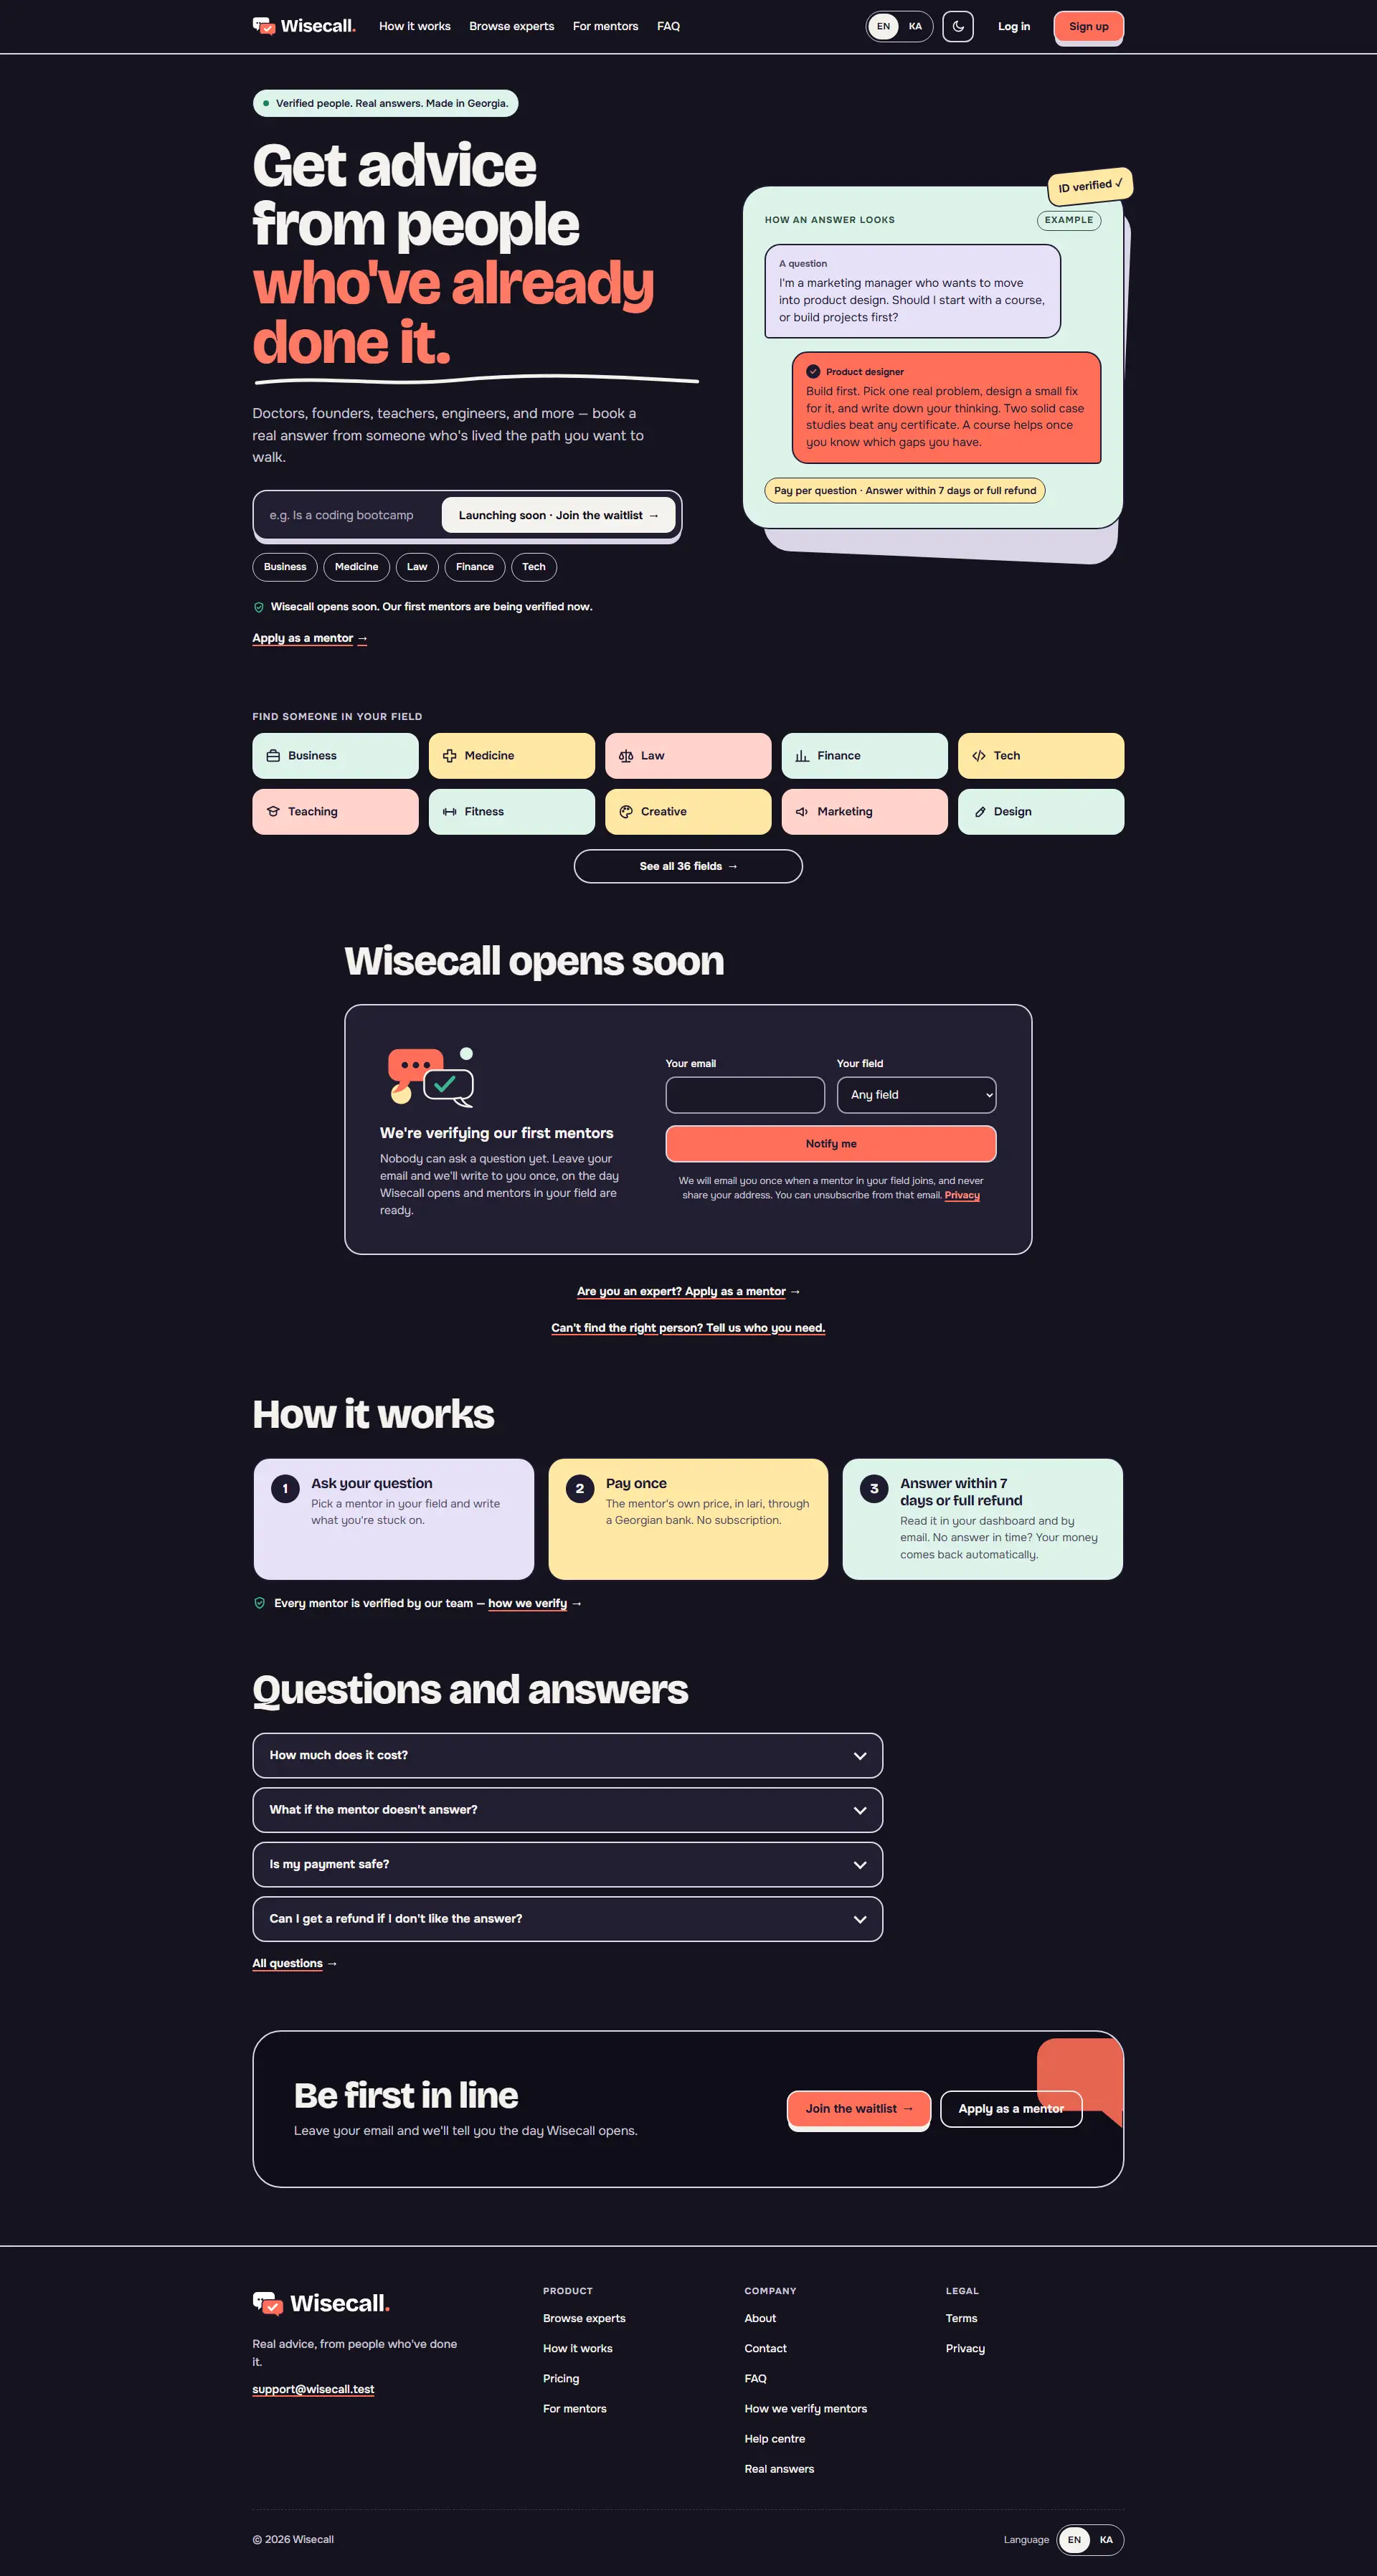 Wisecall.
How it works
Browse experts
For mentors
FAQ
EN
KA
Log in
Sign up
Verified people. Real answers. Made in Georgia.
Get advice
from people
who've already
done it.
Doctors, founders, teachers, engineers, and more — book a
real answer from someone who's lived the path you want to
walk.
e.g. Is a coding bootcamp
Launching soon · Join the waitlist →
Business
Medicine
Law
Finance
Tech
Wisecall opens soon. Our first mentors are being verified now.
Apply as a mentor →
ID verified ✓
HOW AN ANSWER LOOKS
EXAMPLE
A question
I'm a marketing manager who wants to move
into product design. Should I start with a course,
or build projects first?
Product designer
Build first. Pick one real problem, design a small fix
for it, and write down your thinking. Two solid case
studies beat any certificate. A course helps once
you know which gaps you have.
Pay per question · Answer within 7 days or full refund
FIND SOMEONE IN YOUR FIELD
Business
Medicine
Law
Finance
Tech
Teaching
Fitness
Creative
Marketing
Design
See all 36 fields →
Wisecall opens soon
We're verifying our first mentors
Nobody can ask a question yet. Leave your
email and we'll write to you once, on the day
Wisecall opens and mentors in your field are
ready.
Your email
Your field
Any field
Notify me
We will email you once when a mentor in your field joins, and never
share your address. You can unsubscribe from that email. Privacy
Are you an expert? Apply as a mentor →
Can't find the right person? Tell us who you need.
How it works
1
Ask your question
Pick a mentor in your field and write
what you're stuck on.
2
Pay once
The mentor's own price, in lari, through
a Georgian bank. No subscription.
3
Answer within 7
days or full refund
Read it in your dashboard and by
email. No answer in time? Your money
comes back automatically.
Every mentor is verified by our team — how we verify →
Questions and answers
How much does it cost?
What if the mentor doesn't answer?
Is my payment safe?
Can I get a refund if I don't like the answer?
All questions →
Be first in line
Leave your email and we'll tell you the day Wisecall opens.
Join the waitlist →
Apply as a mentor
Wisecall.
Real advice, from people who've done
it.
support@wisecall.test
PRODUCT
Browse experts
How it works
Pricing
For mentors
COMPANY
About
Contact
FAQ
How we verify mentors
Help centre
Real answers
LEGAL
Terms
Privacy
© 2026 Wisecall
Language
EN
KA